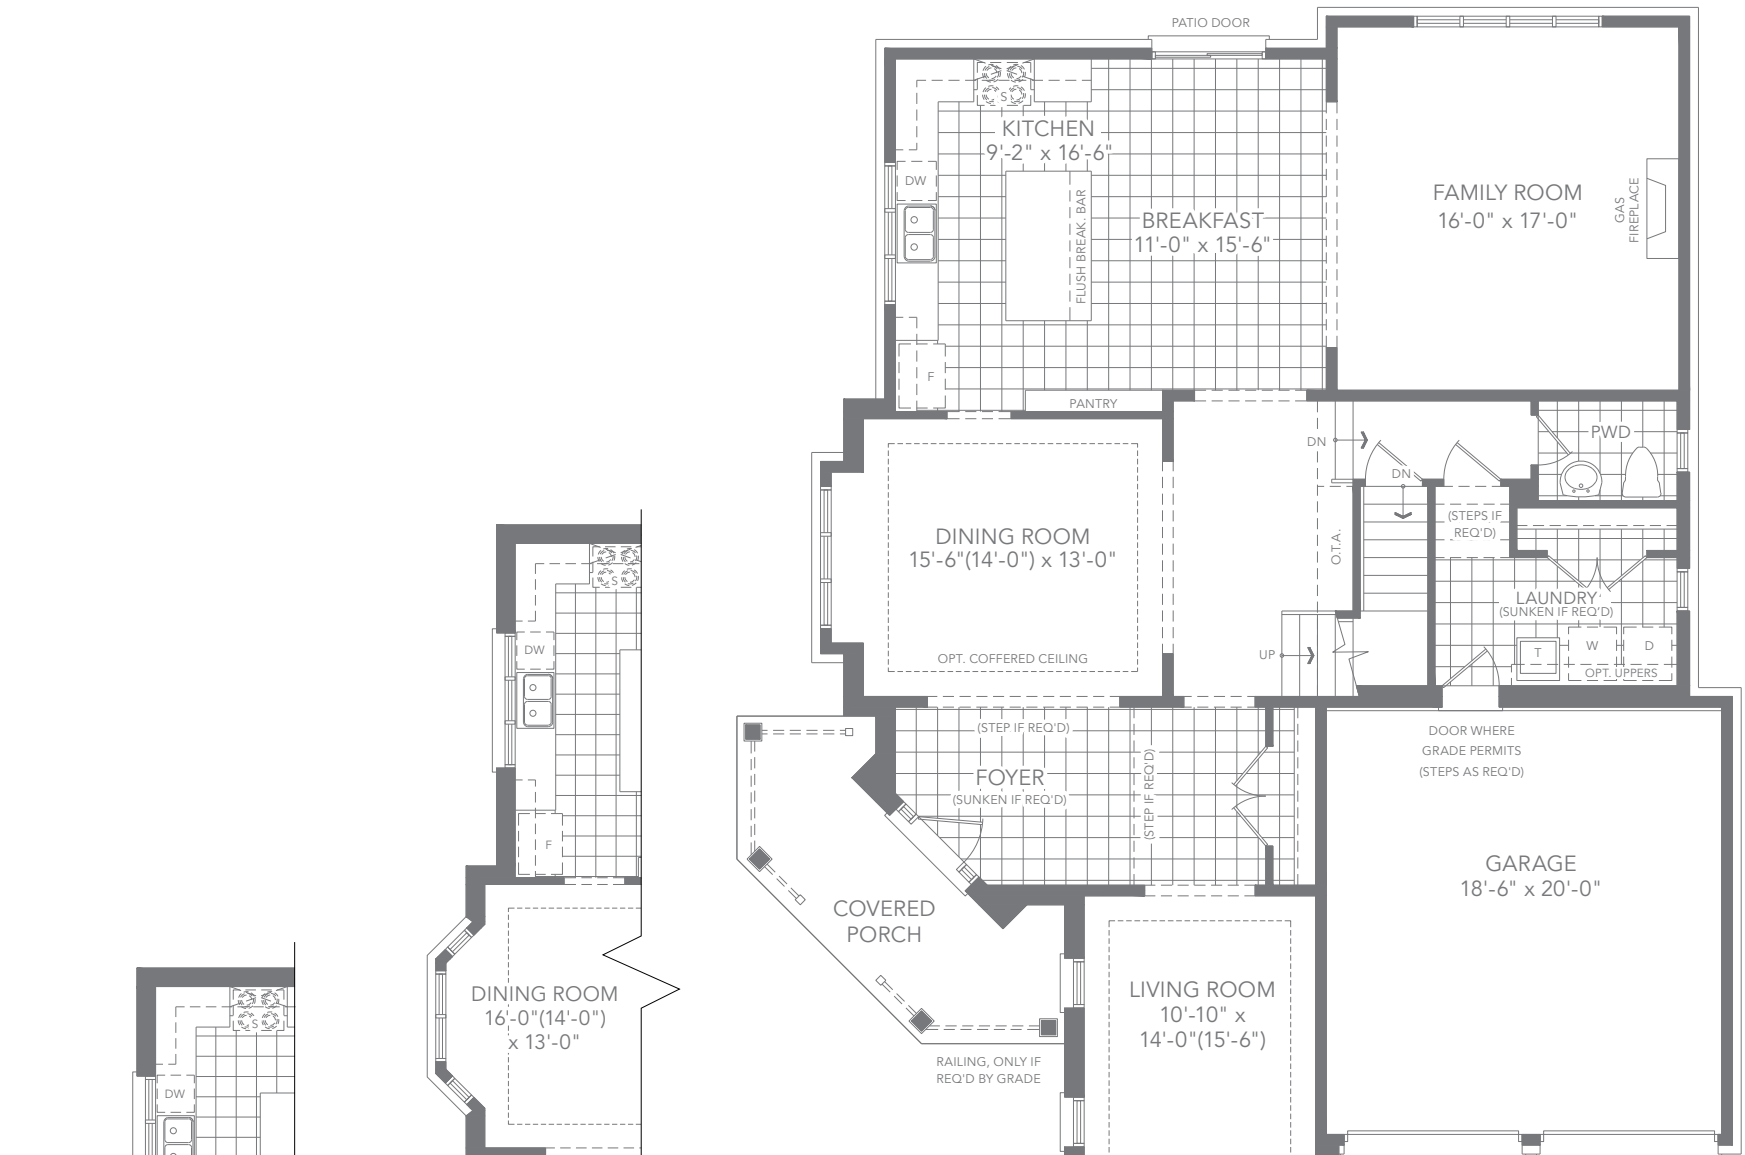 PATIO DOOR
S
KITCHEN
9'-2" x 16'-6"
DW
FLUSH BREAK. BAR
BREAKFAST
11'-0" x 15'-6"
FAMILY ROOM
16'-0" x 17'-0"
GAS
FIREPLACE
F
PANTRY
DN
DN
PWD
DINING ROOM
15'-6"(14'-0") x 13'-0"
OPT. COFFERED CEILING
O.T.A.
(STEPS IF
REQ'D)
LAUNDRY
(SUNKEN IF REQ'D)
UP
T
W
D
OPT. UPPERS
(STEP IF REQ'D)
FOYER
(SUNKEN IF REQ'D)
(STEP IF REQ'D)
DOOR WHERE
GRADE PERMITS
(STEPS AS REQ'D)
GARAGE
18'-6" x 20'-0"
COVERED
PORCH
RAILING, ONLY IF
REQ'D BY GRADE
LIVING ROOM
10'-10" x
14'-0"(15'-6")
S
DW
F
DINING ROOM
16'-0"(14'-0")
x 13'-0"
S
DW